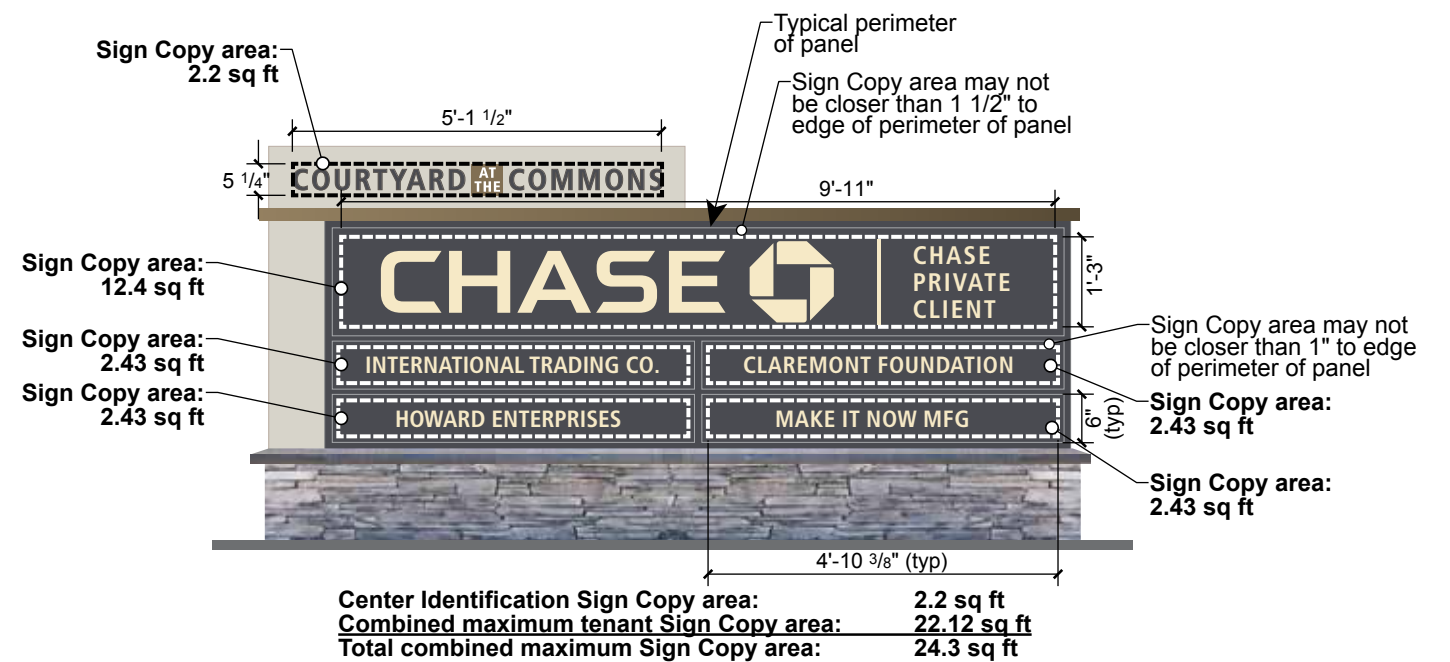 Typical perimeter
of panel
Sign Copy area:
2.2 sq ft
Sign Copy area may not
be closer than 1 1/2" to
edge of perimeter of panel
5'-1 1/2"
5 1/4"
COURTYARD AT THE COMMONS
9'-11"
Sign Copy area:
12.4 sq ft
CHASE
CHASE
PRIVATE
CLIENT
1'-3"
Sign Copy area may not
be closer than 1" to edge
of perimeter of panel
Sign Copy area:
2.43 sq ft
INTERNATIONAL TRADING CO.
CLAREMONT FOUNDATION
Sign Copy area:
2.43 sq ft
Sign Copy area:
2.43 sq ft
HOWARD ENTERPRISES
MAKE IT NOW MFG
6"
(typ)
Sign Copy area:
2.43 sq ft
4'-10 3/8" (typ)
Center Identification Sign Copy area: 2.2 sq ft
Combined maximum tenant Sign Copy area: 22.12 sq ft
Total combined maximum Sign Copy area: 24.3 sq ft